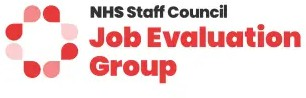 NHS Staff Council
Job Evaluation
Group